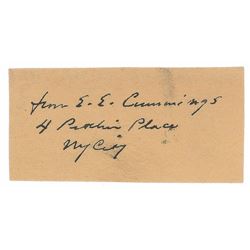 from E. E. Cummings
4 Patchin Place
NyCity